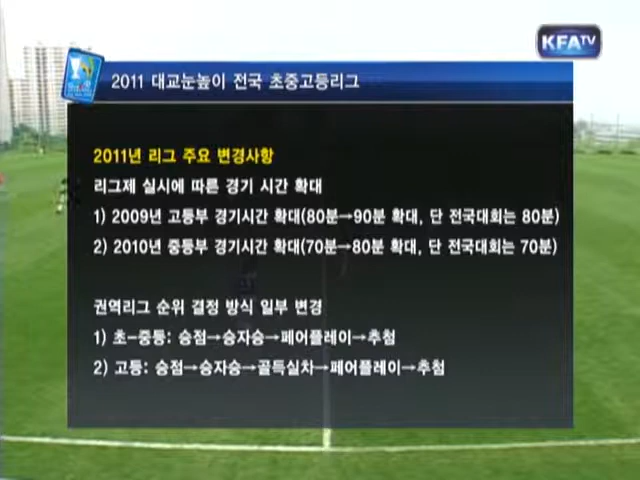 KFATV
2011 대교눈높이 전국 초중고등리그
2011년 리그 주요 변경사항
리그제 실시에 따른 경기 시간 확대
1) 2009년 고등부 경기시간 확대(80분→90분 확대, 단 전국대회는 80분)
2) 2010년 중등부 경기시간 확대(70분→80분 확대, 단 전국대회는 70분)
권역리그 순위 결정 방식 일부 변경
1) 초-중등: 승점→승자승→페어플레이→추첨
2) 고등: 승점→승자승→골득실차→페어플레이→추첨